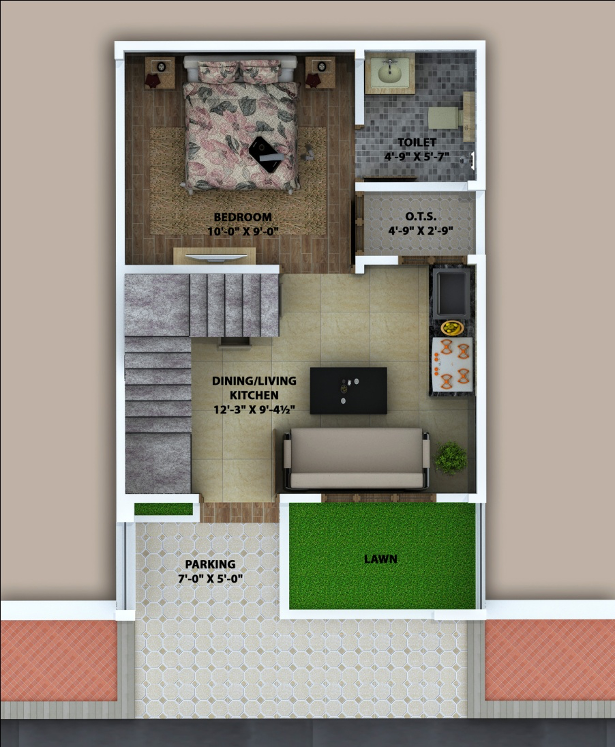 TOILET
4'-9" X 5'-7"
BEDROOM
10'-0" X 9'-0"
O.T.S.
4'-9" X 2'-9"
DINING/LIVING
KITCHEN
12'-3" X 9'-4½"
PARKING
7'-0" X 5'-0"
LAWN